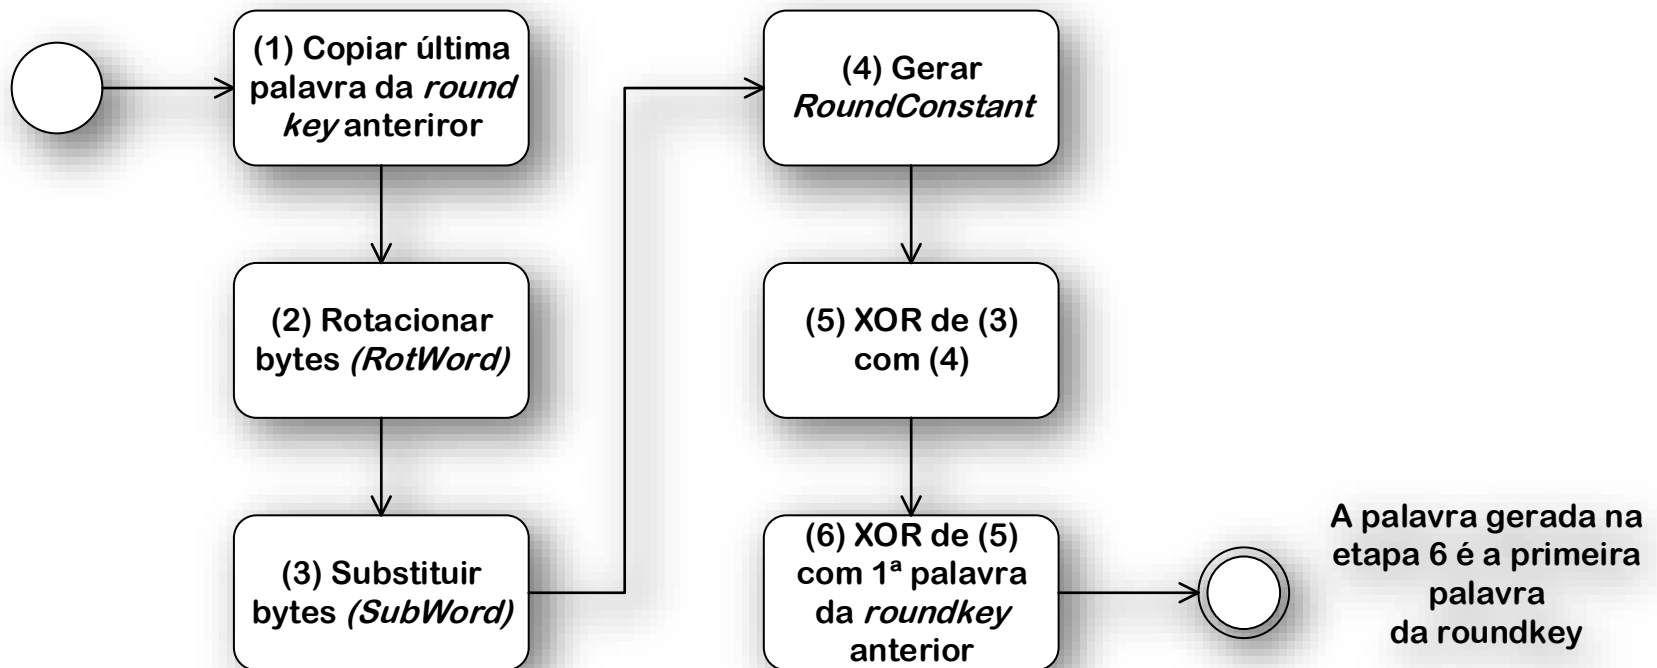 (1) Copiar última
palavra da round
key anteriror
(2) Rotacionar
bytes (RotWord)
(3) Substituir
bytes (SubWord)
(4) Gerar
RoundConstant
(5) XOR de (3)
com (4)
(6) XOR de (5)
com 1ª palavra
da roundkey
anterior
A palavra gerada na
etapa 6 é a primeira
palavra
da roundkey